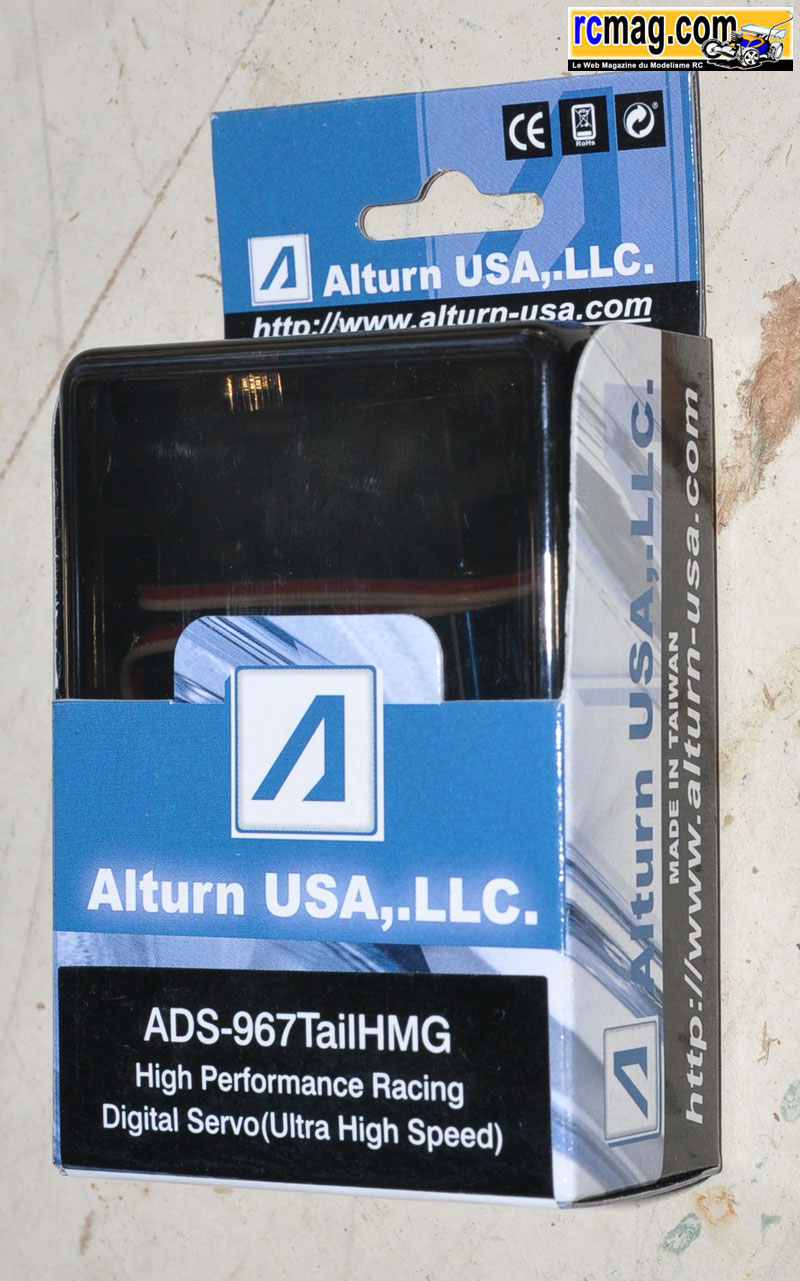 rcmag.com
Le Web Magazine du Modelisme RC
CE
RoHs
Alturn USA,.LLC.
http://www.alturn-usa.com
Alturn USA,.LLC.
ADS-967TailHMG
High Performance Racing
Digital Servo(Ultra High Speed)
Alturn USA,.LLC.
MADE IN TAIWAN
http://www.alturn-usa.com